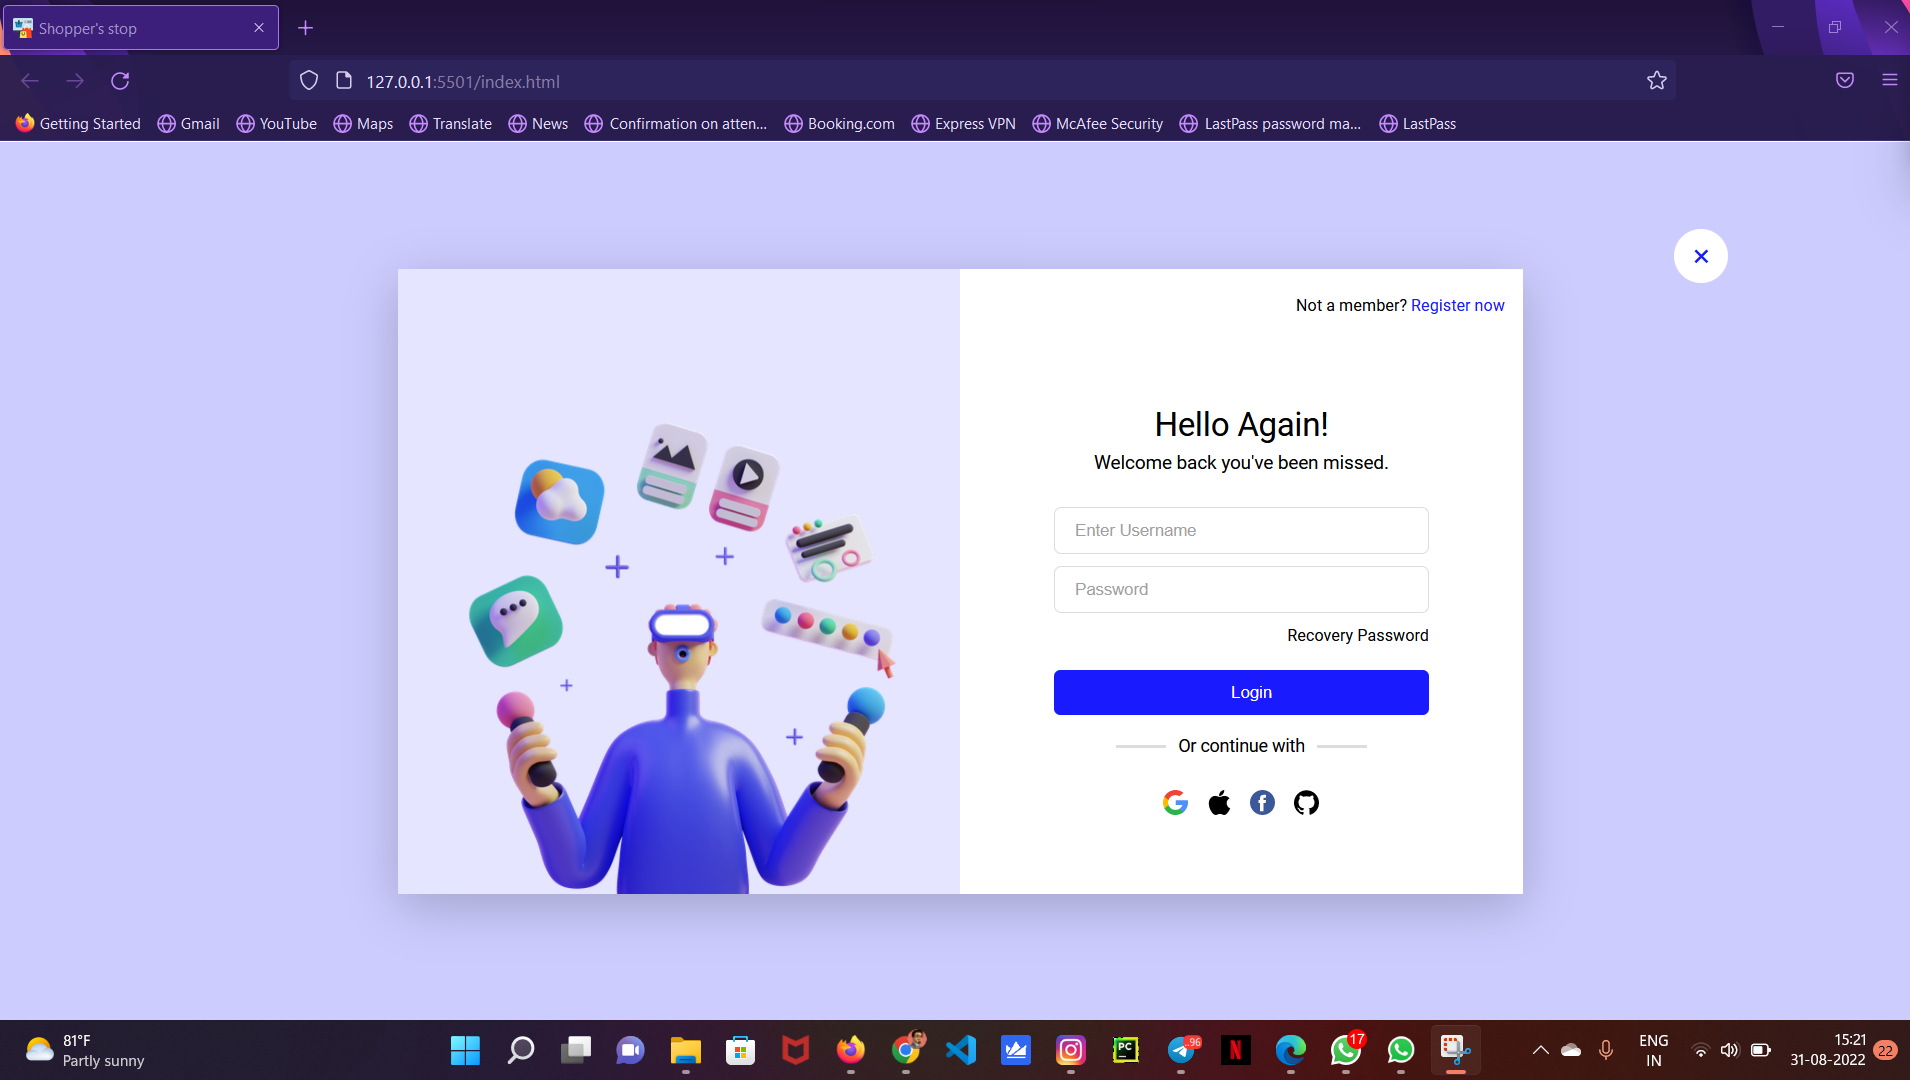 Shopper's stop
127.0.0.1:5501/index.html
Getting Started Gmail YouTube Maps Translate News Confirmation on atten... Booking.com Express VPN McAfee Security LastPass password ma... LastPass
Not a member? Register now
Hello Again!
Welcome back you've been missed.
Enter Username
Password
Recovery Password
Login
Or continue with
81°F
Partly sunny
PC
96
N
17
ENG
IN
15:21
31-08-2022
22